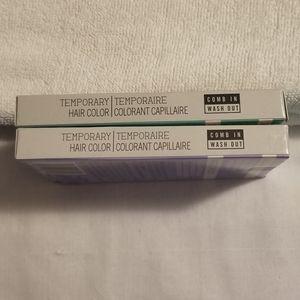 TEMPORARY | TEMPORAIRE
HAIR COLOR | COLORANT CAPILLAIRE
COMB IN
WASH OUT
TEMPORARY | TEMPORAIRE
HAIR COLOR | COLORANT CAPILLAIRE
COMB IN
WASH OUT